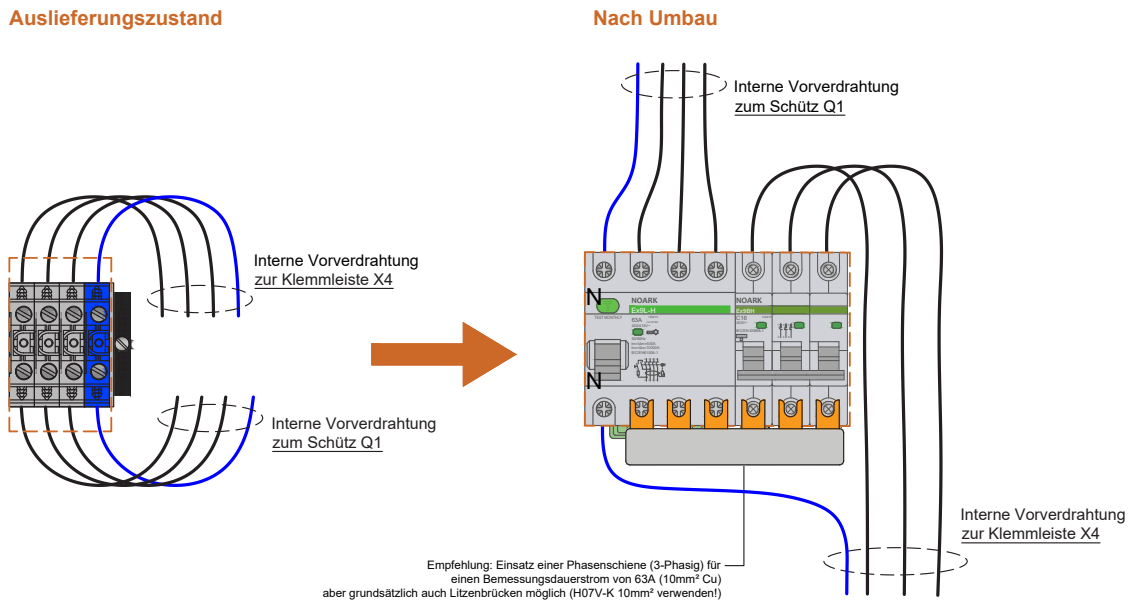 Auslieferungszustand
Nach Umbau
Interne Vorverdrahtung
zum Schütz Q1
Interne Vorverdrahtung
zur Klemmleiste X4
Interne Vorverdrahtung
zum Schütz Q1
N
NOARK
Ex9L-H
63A
TEST MONTHLY
NOARK
Ex9BH
C16
N
Interne Vorverdrahtung
zur Klemmleiste X4
Empfehlung: Einsatz einer Phasenschiene (3-Phasig) für
einen Bemessungsdauerstrom von 63A (10mm² Cu)
aber grundsätzlich auch Litzenbrücken möglich (H07V-K 10mm² verwenden!)